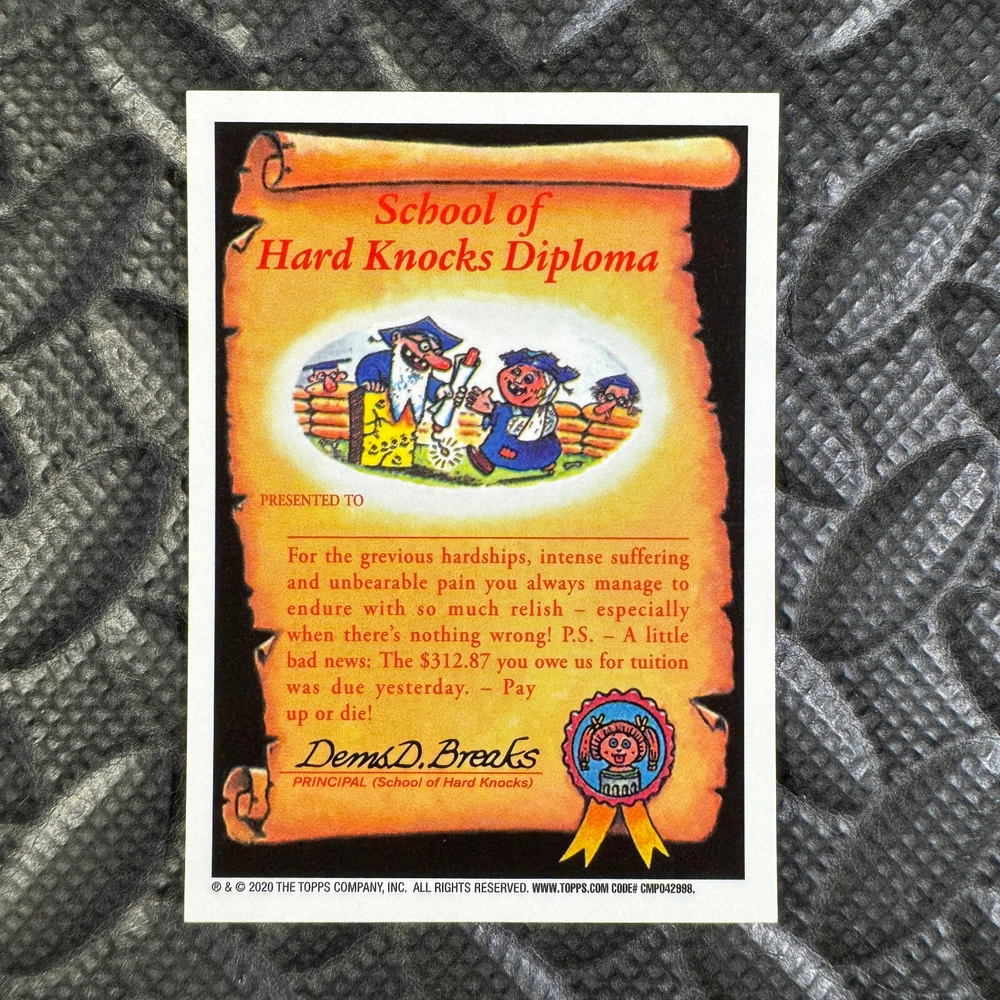 School of
Hard Knocks Diploma
PRESENTED TO
For the grevious hardships, intense suffering
and unbearable pain you always manage to
endure with so much relish – especially
when there's nothing wrong! P.S. – A little
bad news: The $312.87 you owe us for tuition
was due yesterday. – Pay
up or die!
Dems D. Breaks
PRINCIPAL (School of Hard Knocks)
® & © 2020 THE TOPPS COMPANY, INC. ALL RIGHTS RESERVED. WWW.TOPPS.COM CODE# CMP042998.